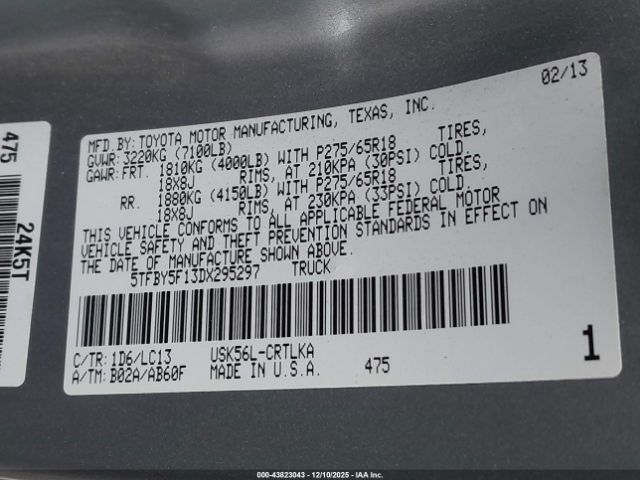 02/13
MFD.BY:TOYOTA MOTOR MANUFACTURING, TEXAS, INC.
GVWR:3220KG (7100LB)
GAWR:FRT. 1810KG (4000LB) WITH P275/65R18 TIRES,
18X8J RIMS, AT 210KPA (30PSI) COLD.
RR. 1880KG (4150LB) WITH P275/65R18 TIRES,
18X8J RIMS, AT 230KPA (33PSI) COLD.
THIS VEHICLE CONFORMS TO ALL APPLICABLE FEDERAL MOTOR
VEHICLE SAFETY AND THEFT PREVENTION STANDARDS IN EFFECT ON
THE DATE OF MANUFACTURE SHOWN ABOVE.
5TFBY5F13DX295297 TRUCK
C/TR:1D6/LC13 USK56L-CRTLKA
A/TM:B02A/AB60F MADE IN U.S.A. 475
1
475
24K5T
000-43823043 - 12/10/2025 - IAA Inc.